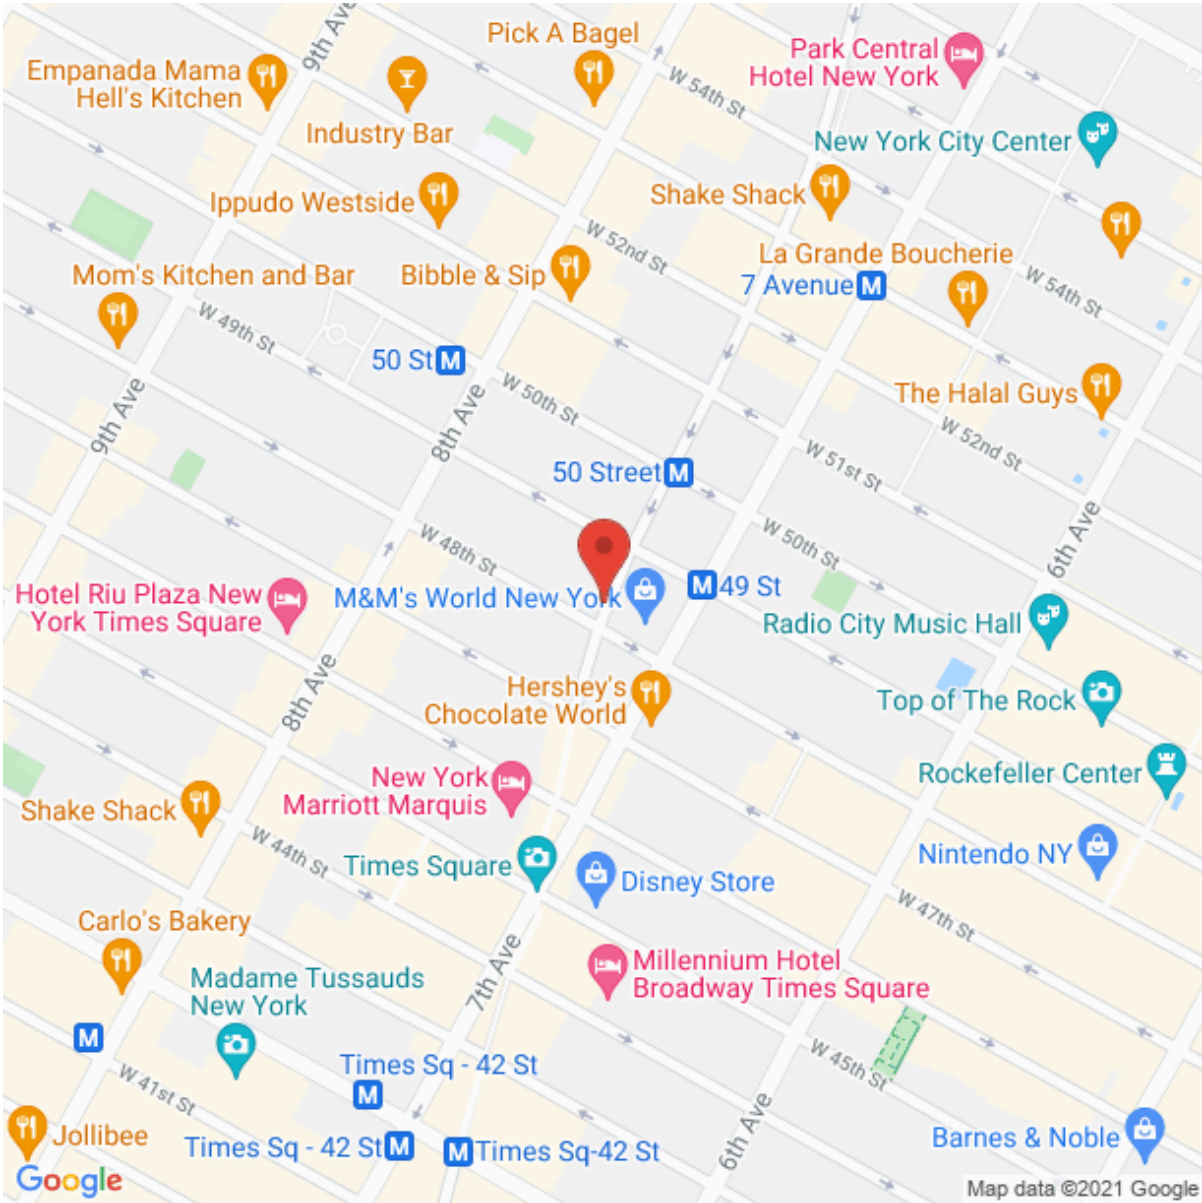 9th Ave
Pick A Bagel
Park Central
Hotel New York
Empanada Mama
Hell's Kitchen
W 54th St
Industry Bar
New York City Center
Shake Shack
Ippudo Westside
W 52nd St
La Grande Boucherie
Mom's Kitchen and Bar
Bibble & Sip
7 Avenue M
W 54th St
W 49th St
50 St M
W 50th St
The Halal Guys
9th Ave
8th Ave
W 52nd St
W 51st St
50 Street M
W 48th St
W 50th St
6th Ave
M 49 St
Hotel Riu Plaza New
York Times Square
M&M's World New York
Radio City Music Hall
8th Ave
Hershey's
Chocolate World
Top of The Rock
New York
Marriott Marquis
Rockefeller Center
Shake Shack
W 44th St
Times Square
Disney Store
Nintendo NY
Carlo's Bakery
W 47th St
7th Ave
Madame Tussauds
New York
Millennium Hotel
Broadway Times Square
M
Times Sq - 42 St
M
W 45th St
W 41st St
6th Ave
Jollibee
Times Sq - 42 St M
M Times Sq-42 St
Barnes & Noble
Google
Map data ©2021 Google